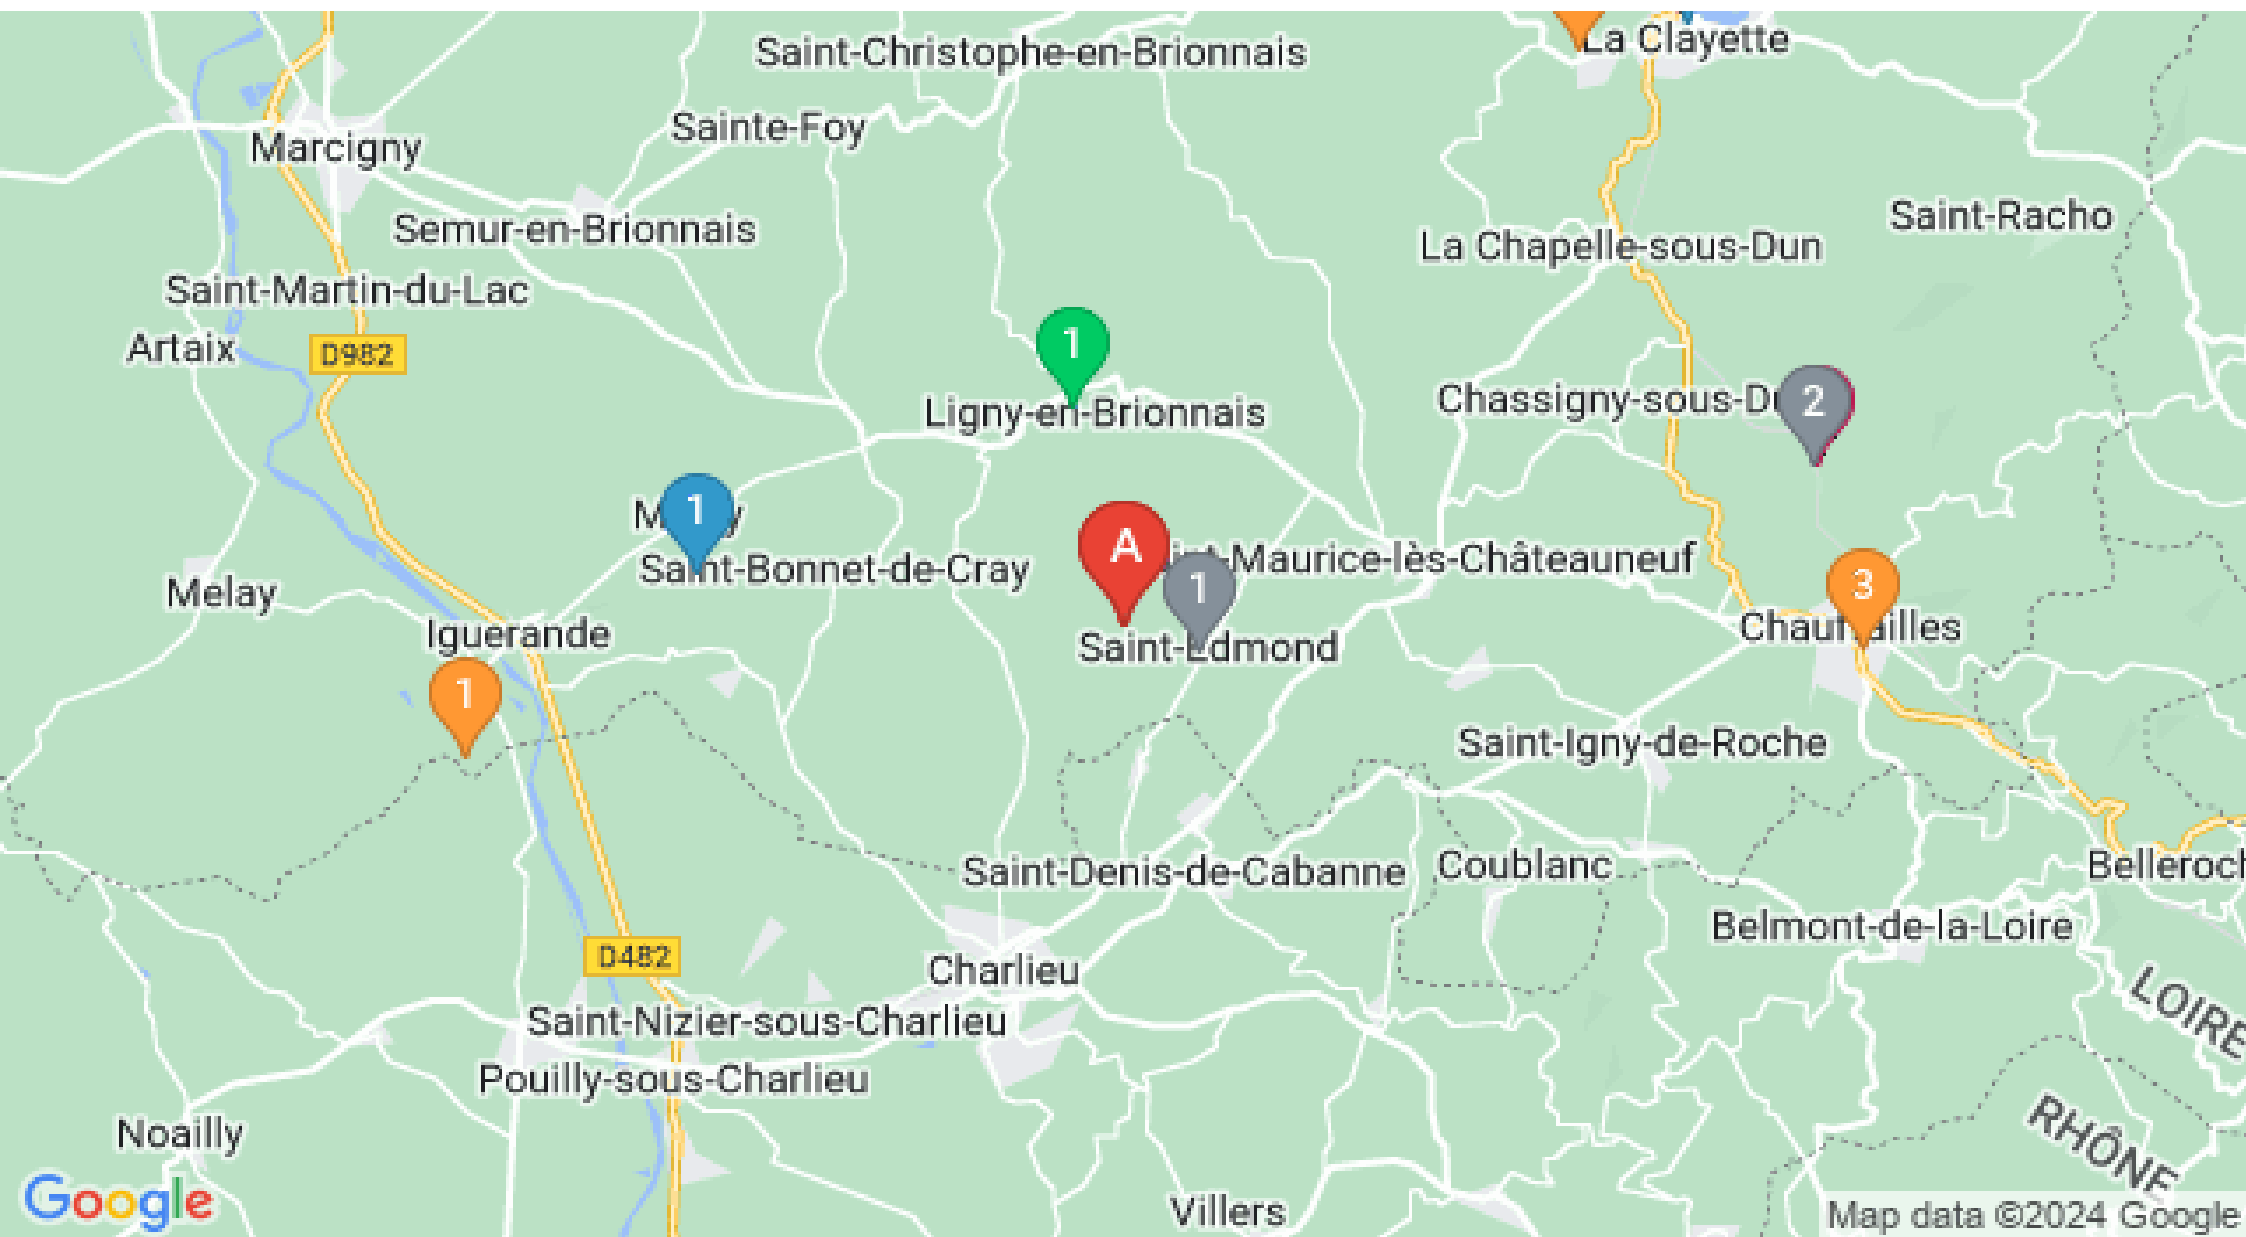 Saint-Christophe-en-Brionnais
La Clayette
Sainte-Foy
Marcigny
Semur-en-Brionnais
Saint-Racho
La Chapelle-sous-Dun
Saint-Martin-du-Lac
Artaix
D982
1
Ligny-en-Brionnais
Chassigny-sous-Du
2
1
M y
A
Saint-Bonnet-de-Cray
int-Maurice-lès-Châteauneuf
1
3
Melay
Iguerande
Saint-Edmond
Chauffailles
1
Saint-Igny-de-Roche
Saint-Denis-de-Cabanne
Coublanc
Belleroch
Belmont-de-la-Loire
D482
Charlieu
LOIRE
Saint-Nizier-sous-Charlieu
Pouilly-sous-Charlieu
Noailly
RHÔNE
Villers
Google
Map data ©2024 Google